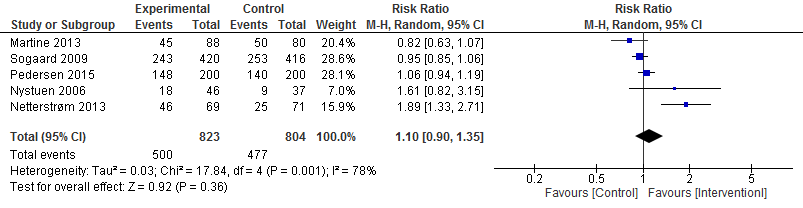 Experimental Control Risk Ratio Risk Ratio
Study or Subgroup Events Total Events Total Weight M-H, Random, 95% CI M-H, Random, 95% CI
Martine 2013 45 88 50 80 20.4% 0.82 [0.63, 1.07]
Sogaard 2009 243 420 253 416 28.6% 0.95 [0.85, 1.06]
Pedersen 2015 148 200 140 200 28.1% 1.06 [0.94, 1.19]
Nystuen 2006 18 46 9 37 7.0% 1.61 [0.82, 3.15]
Netterstrøm 2013 46 69 25 71 15.9% 1.89 [1.33, 2.71]
Total (95% CI) 823 804 100.0% 1.10 [0.90, 1.35]
Total events 500 477
Heterogeneity: Tau² = 0.03; Chi² = 17.84, df = 4 (P = 0.001); I² = 78%
Test for overall effect: Z = 0.92 (P = 0.36)
0.2 0.5 1 2 5
Favours [Control] Favours [Interventionl]